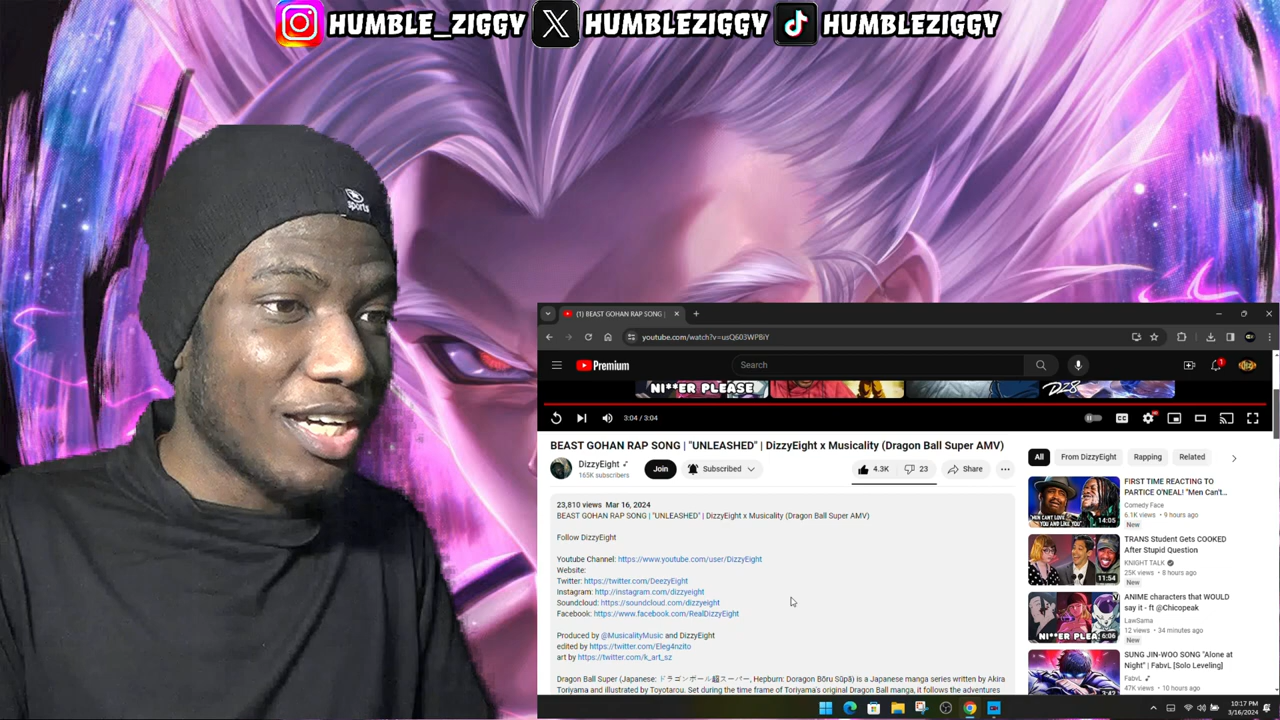 HUMBLE_ZIGGY HUMBLEZIGGY HUMBLEZIGGY
sports
(1) BEAST GOHAN RAP SONG |
youtube.com/watch?v=usQ603WPBiY
Premium
Search
1
NI**ER PLEASE
3:04 / 3:04
BEAST GOHAN RAP SONG | "UNLEASHED" | DizzyEight x Musicality (Dragon Ball Super AMV)
DizzyEight
165K subscribers
Join
Subscribed
4.3K
23
Share
23,810 views Mar 16, 2024
BEAST GOHAN RAP SONG | "UNLEASHED" | DizzyEight x Musicality (Dragon Ball Super AMV)
Follow DizzyEight
Youtube Channel: https://www.youtube.com/user/DizzyEight
Website:
Twitter: https://twitter.com/DeezyEight
Instagram: http://instagram.com/dizzyeight
Soundcloud: https://soundcloud.com/dizzyeight
Facebook: https://www.facebook.com/RealDizzyEight
Produced by @MusicalityMusic and DizzyEight
edited by https://twitter.com/Eleg4nzito
art by https://twitter.com/k_art_sz
Dragon Ball Super (Japanese: ドラゴンボール超スーパー, Hepburn: Doragon Bōru Sūpā) is a Japanese manga series written by Akira
Toriyama and illustrated by Toyotarou. Set during the time frame of Toriyama's original Dragon Ball manga, it follows the adventures
All
From DizzyEight
Rapping
Related
FIRST TIME REACTING TO
PARTICE O'NEAL! "Men Can't...
Comedy Face
6.1K views • 9 hours ago
New
14:05
TRANS Student Gets COOKED
After Stupid Question
KNIGHT TALK
25K views • 8 hours ago
New
11:54
ANIME characters that WOULD
say it - ft @Chicopeak
LawSama
12 views • 34 minutes ago
New
6:06
SUNG JIN-WOO SONG "Alone at
Night" | FabvL [Solo Leveling]
FabvL
47K views • 10 hours ago
3:42
10:17 PM
3/16/2024